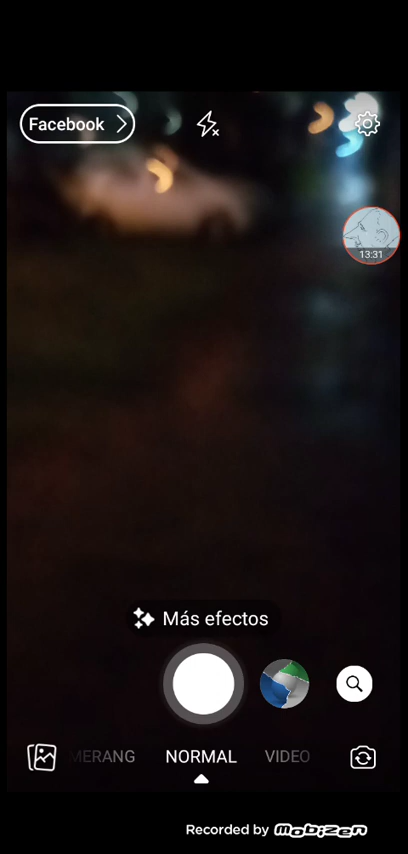 Facebook
13:31
Más efectos
MERANG
NORMAL
VIDEO
Recorded by Mobizen